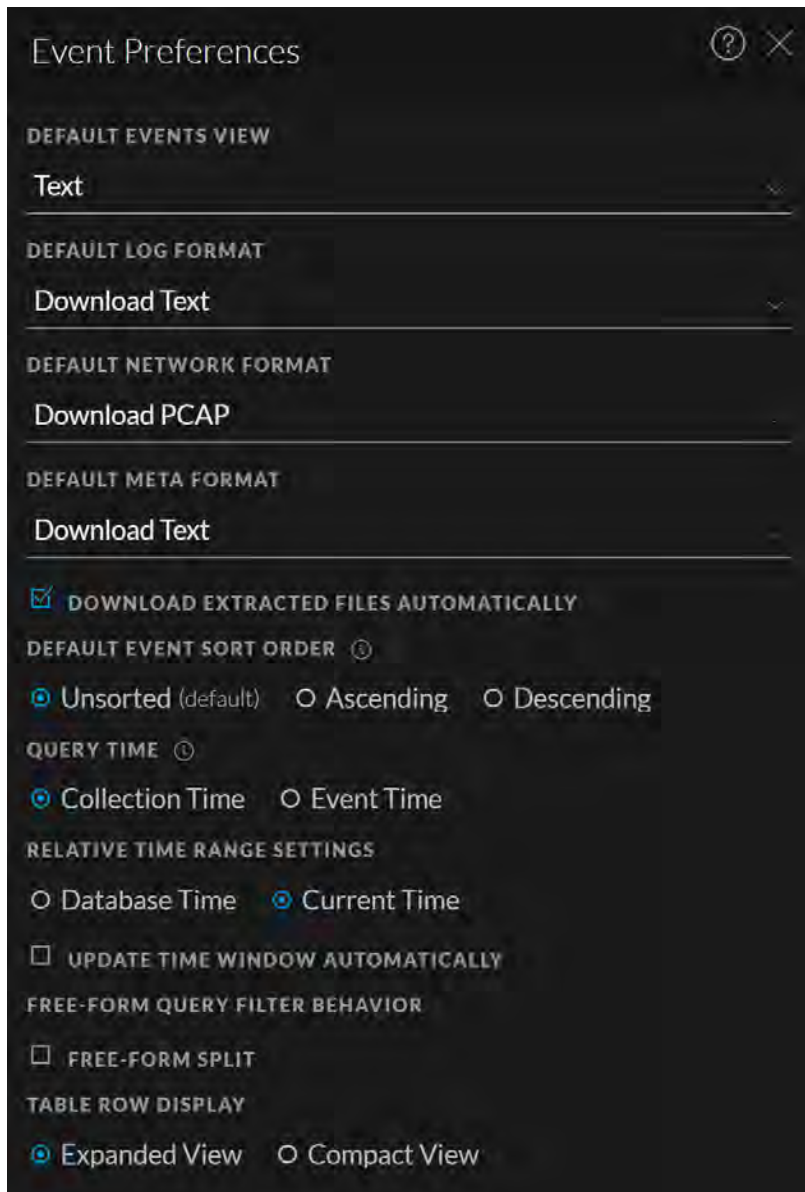 Event Preferences
DEFAULT EVENTS VIEW
Text
DEFAULT LOG FORMAT
Download Text
DEFAULT NETWORK FORMAT
Download PCAP
DEFAULT META FORMAT
Download Text
DOWNLOAD EXTRACTED FILES AUTOMATICALLY
DEFAULT EVENT SORT ORDER
Unsorted (default) Ascending Descending
QUERY TIME
Collection Time Event Time
RELATIVE TIME RANGE SETTINGS
Database Time Current Time
UPDATE TIME WINDOW AUTOMATICALLY
FREE-FORM QUERY FILTER BEHAVIOR
FREE-FORM SPLIT
TABLE ROW DISPLAY
Expanded View Compact View